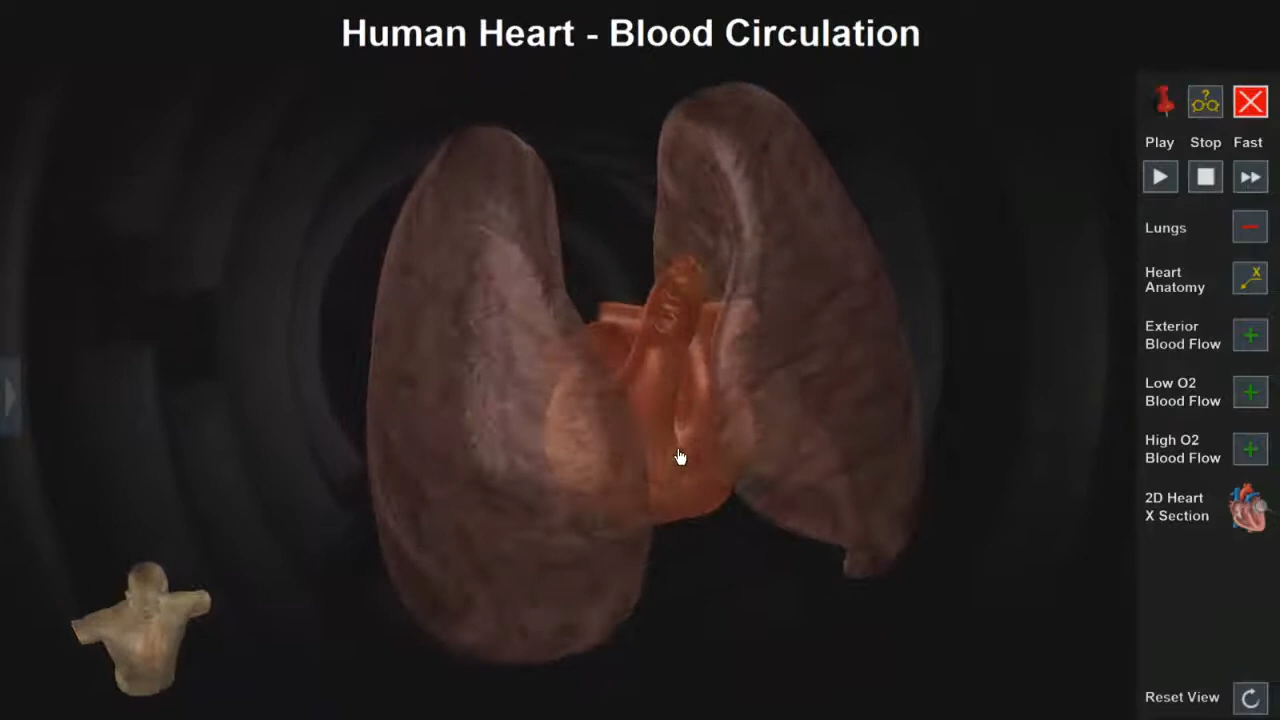 Human Heart - Blood Circulation
?
Play Stop Fast
Lungs
Heart
Anatomy
X
Exterior
Blood Flow
Low O2
Blood Flow
High O2
Blood Flow
2D Heart
X Section
Reset View